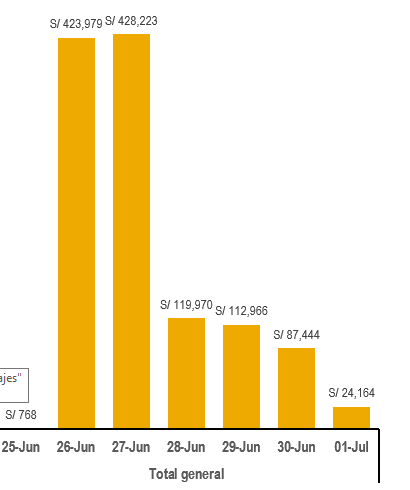 S/ 423,979 S/ 428,223
S/ 119,970 S/ 112,966
S/ 87,444
ajes"
S/ 24,164
S/ 768
25-Jun 26-Jun 27-Jun 28-Jun 29-Jun 30-Jun 01-Jul
Total general